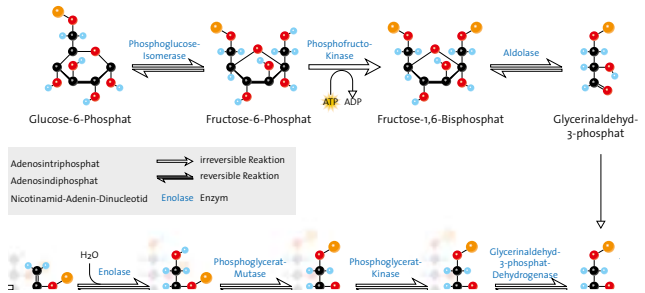 Phosphoglucose-
Isomerase
Phosphofructo-
Kinase
Aldolase
ATP ADP
Glucose-6-Phosphat
Fructose-6-Phosphat
Fructose-1,6-Bisphosphat
Glycerinaldehyd-
3-phosphat
Adenosintriphosphat
irreversible Reaktion
Adenosindiphosphat
reversible Reaktion
Nicotinamid-Adenin-Dinucleotid
Enolase Enzym
H₂O
Enolase
Phosphoglycerat-
Mutase
Phosphoglycerat-
Kinase
Glycerinaldehyd-
3-phosphat-
Dehydrogenase